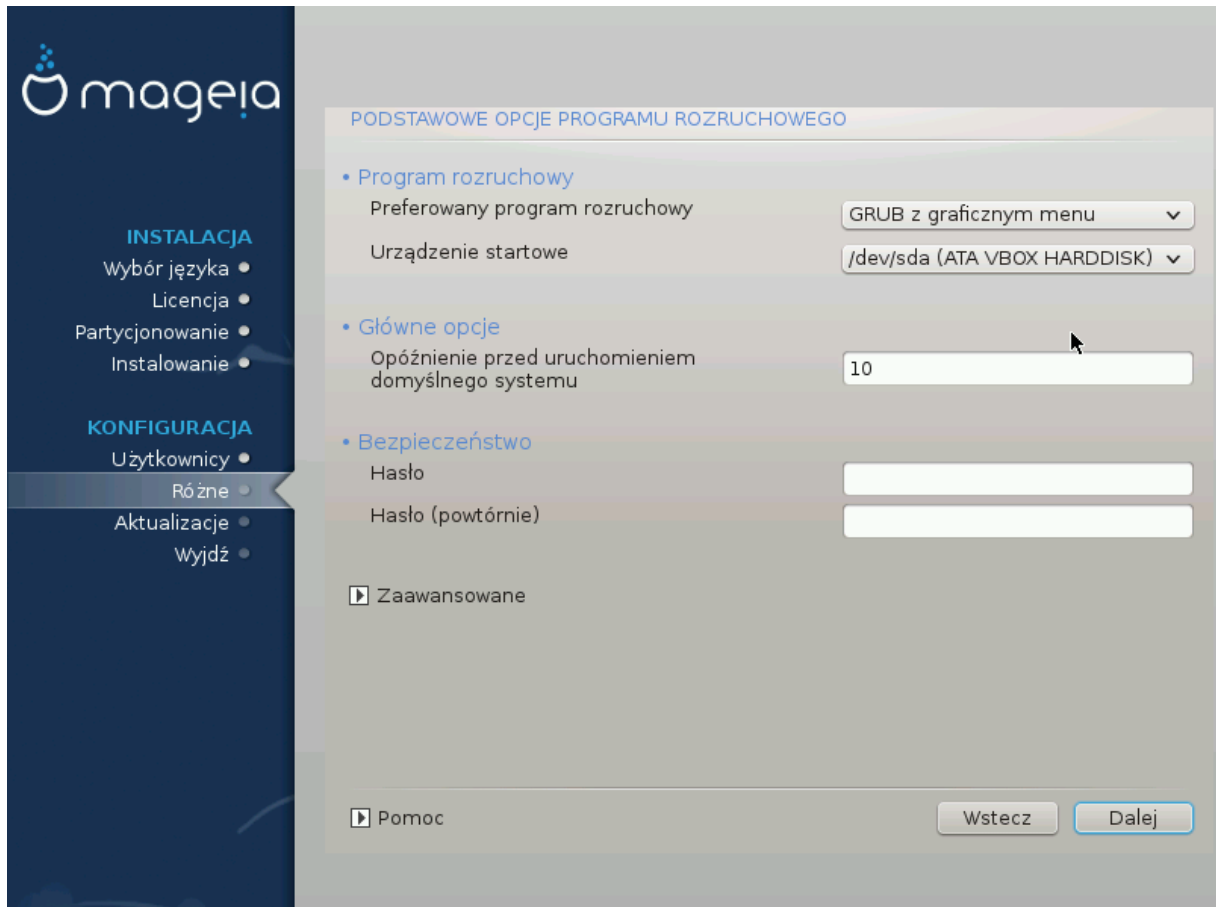 mageia
INSTALACJA
Wybór języka
Licencja
Partycjonowanie
Instalowanie
KONFIGURACJA
Użytkownicy
Różne
Aktualizacje
Wyjdź
PODSTAWOWE OPCJE PROGRAMU ROZRUCHOWEGO
• Program rozruchowy
Preferowany program rozruchowy
GRUB z graficznym menu
Urządzenie startowe
/dev/sda (ATA VBOX HARDDISK)
• Główne opcje
Opóźnienie przed uruchomieniem
domyślnego systemu
10
• Bezpieczeństwo
Hasło
Hasło (powtórnie)
Zaawansowane
Pomoc
Wstecz
Dalej